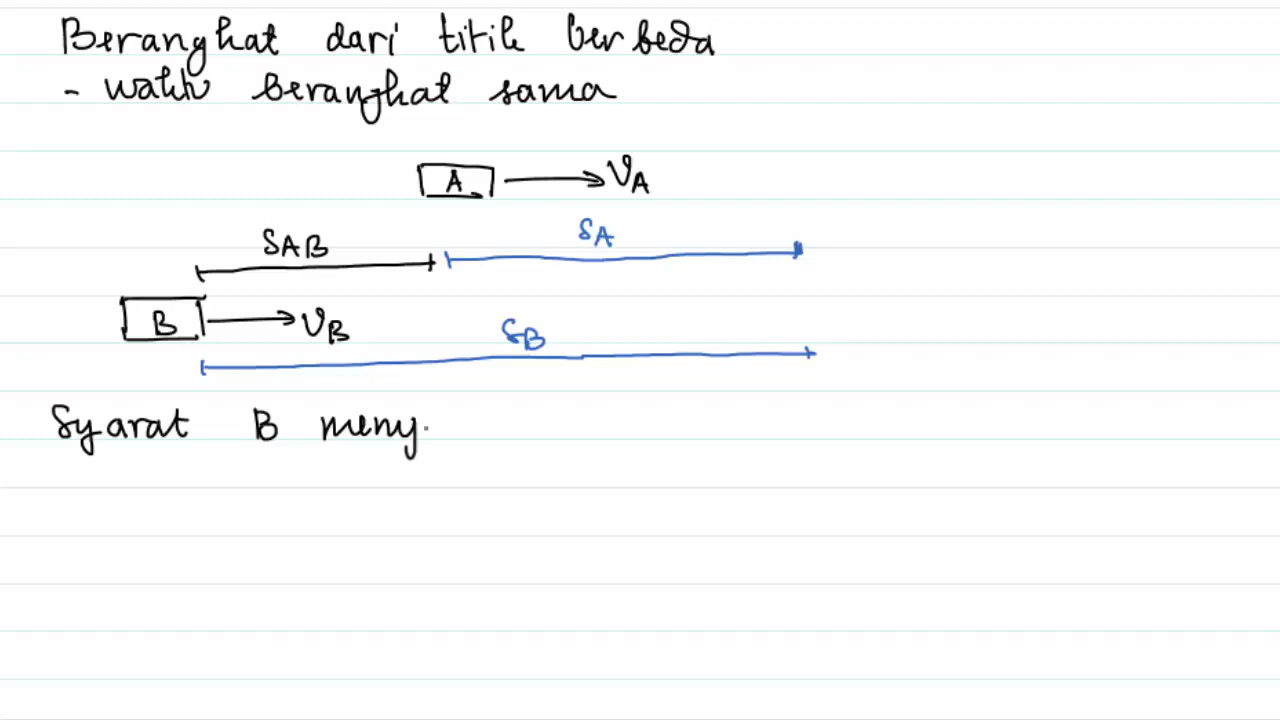 Berangkat dari titik berbeda
- waktu berangkat sama
A
VA
SA
SAB
B
VB
SB
Syarat B meny